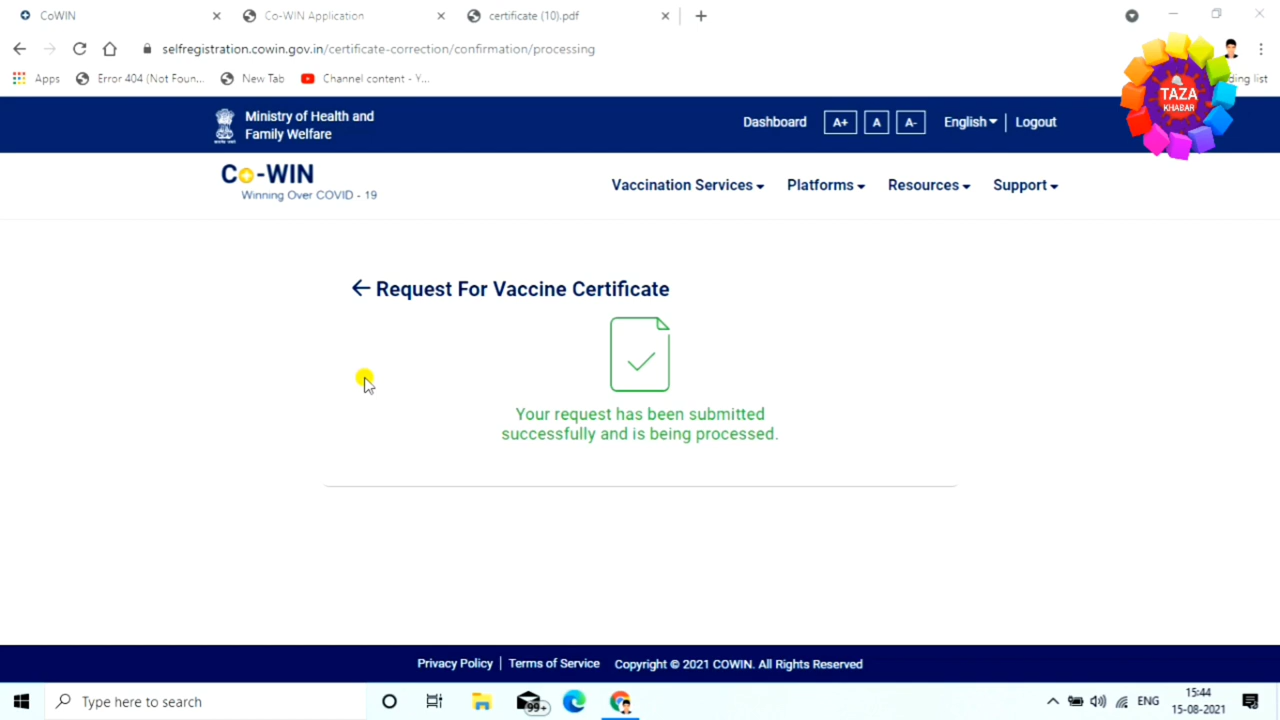 CoWIN
Co-WIN Application
certificate (10).pdf
selfregistration.cowin.gov.in/certificate-correction/confirmation/processing
Apps
Error 404 (Not Foun...
New Tab
Channel content - Y...
ding list
TAZA
KHABAR
Ministry of Health and
Family Welfare
Dashboard
A+
A
A-
English
Logout
Co-WIN
Winning Over COVID - 19
Vaccination Services
Platforms
Resources
Support
Request For Vaccine Certificate
Your request has been submitted
successfully and is being processed.
Privacy Policy | Terms of Service Copyright © 2021 COWIN. All Rights Reserved
Type here to search
99+
ENG
15:44
15-08-2021